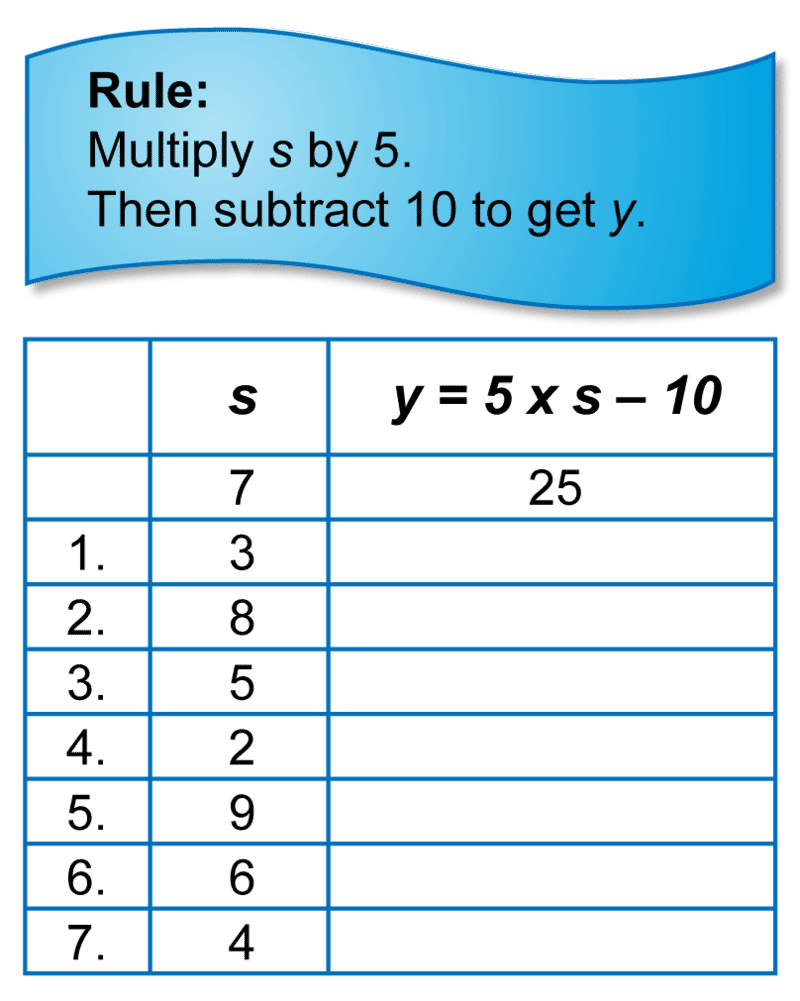 Rule:
Multiply s by 5.
Then subtract 10 to get y.
s y = 5 x s – 10
7 25
1. 3
2. 8
3. 5
4. 2
5. 9
6. 6
7. 4